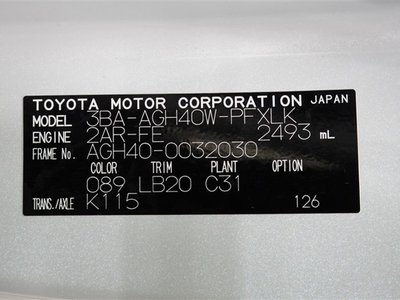 TOYOTA MOTOR CORPORATION JAPAN
MODEL 3BA-AGH40W-PFXLK
ENGINE 2AR-FE 2493 mL
FRAME No. AGH40-0032030
COLOR TRIM PLANT OPTION
089 LB20 C31
TRANS./AXLE K115 126